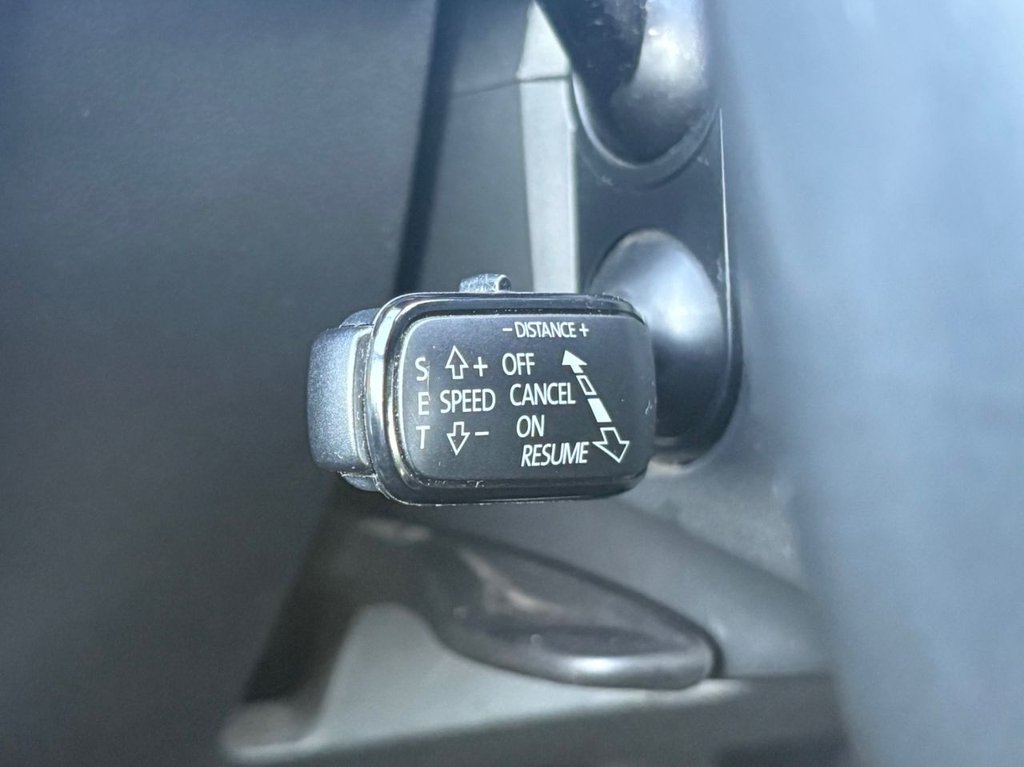 - DISTANCE +
S + OFF
E SPEED CANCEL
T - ON
RESUME